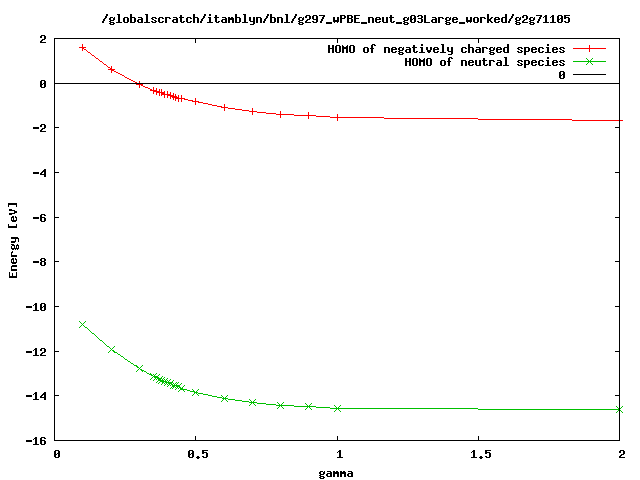 /globalscratch/itamblyn/bnl/g297_wPBE_neut_g03Large_worked/g2g71105
HOMO of negatively charged species
HOMO of neutral species
0
2
0
-2
-4
-6
-8
-10
-12
-14
-16
Energy [eV]
0 0.5 1 1.5 2
gamma